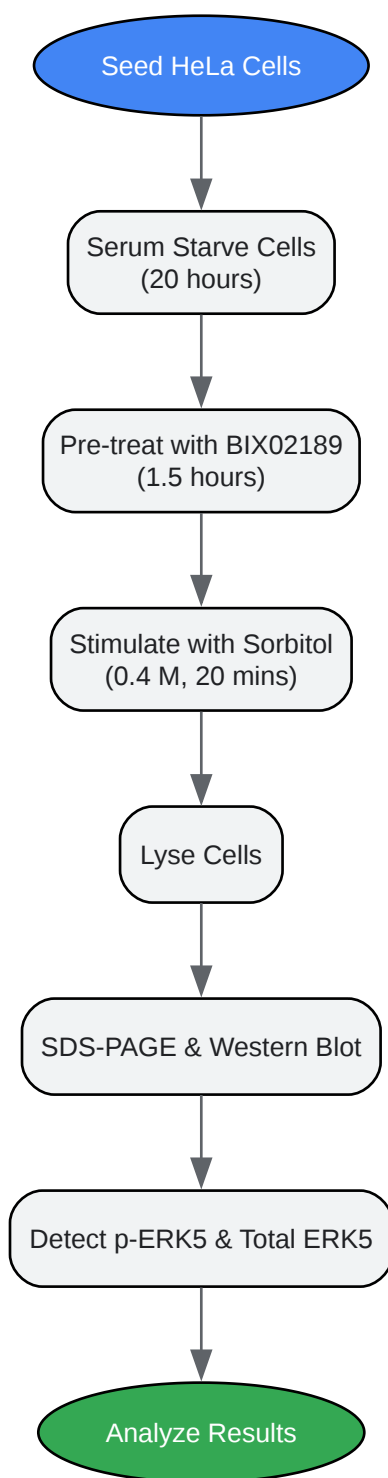 Seed HeLa Cells
Serum Starve Cells
(20 hours)
Pre-treat with BIX02189
(1.5 hours)
Stimulate with Sorbitol
(0.4 M, 20 mins)
Lyse Cells
SDS-PAGE & Western Blot
Detect p-ERK5 & Total ERK5
Analyze Results